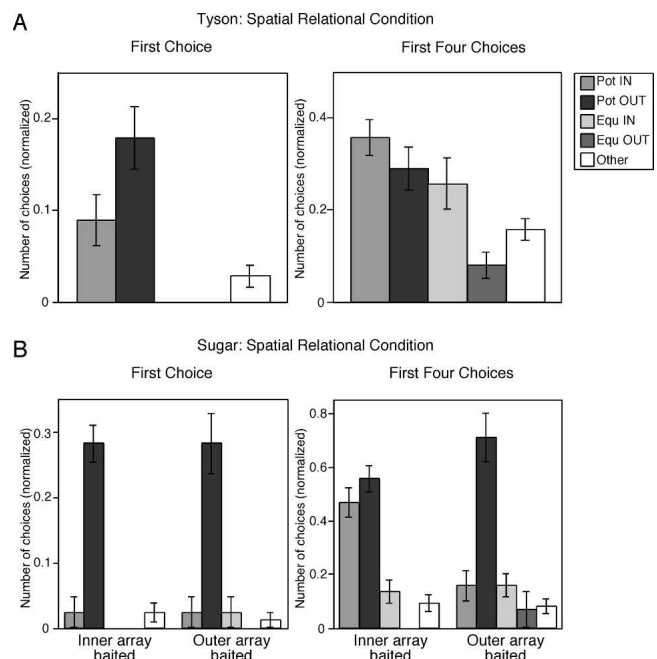 A
Tyson: Spatial Relational Condition
First Choice
First Four Choices
Number of choices (normalized)
0.2
0.1
0
Number of choices (normalized)
0.4
0.2
0
Pot IN
Pot OUT
Equ IN
Equ OUT
Other
B
Sugar: Spatial Relational Condition
First Choice
First Four Choices
Number of choices (normalized)
0.3
0.1
0.1
0
Inner array
baited
Outer array
baited
Number of choices (normalized)
0.8
0.6
0.4
0.2
0
Inner array
baited
Outer array
baited